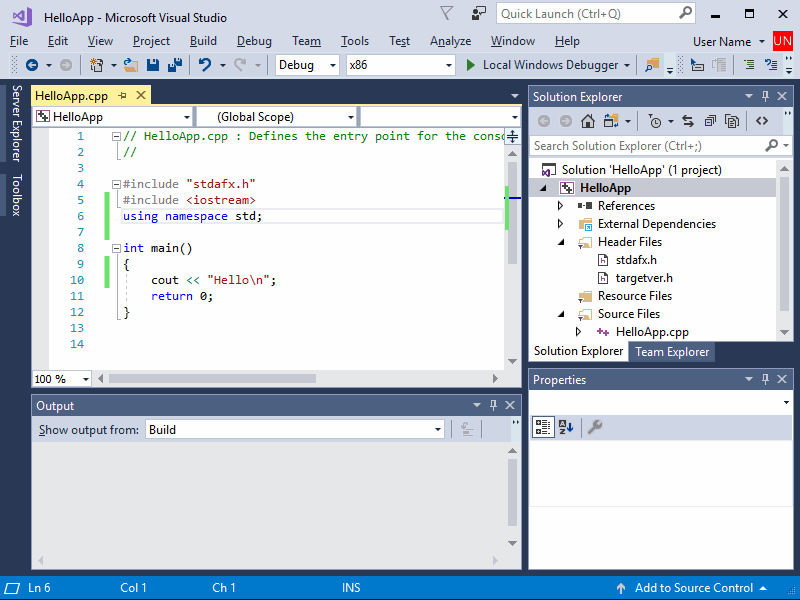 HelloApp - Microsoft Visual Studio
Quick Launch (Ctrl+Q)
File Edit View Project Build Debug Team Tools Test Analyze Window Help User Name UN
Debug x86 Local Windows Debugger
Server Explorer
Toolbox
HelloApp.cpp
HelloApp (Global Scope)
1 // HelloApp.cpp : Defines the entry point for the conso
2 //
3
4 #include "stdafx.h"
5 #include <iostream>
6 using namespace std;
7
8 int main()
9 {
10 cout << "Hello\n";
11 return 0;
12 }
13
14
100 %
Output
Show output from: Build
Solution Explorer
Search Solution Explorer (Ctrl+;)
Solution 'HelloApp' (1 project)
HelloApp
References
External Dependencies
Header Files
stdafx.h
targetver.h
Resource Files
Source Files
HelloApp.cpp
Solution Explorer Team Explorer
Properties
Ln 6 Col 1 Ch 1 INS Add to Source Control